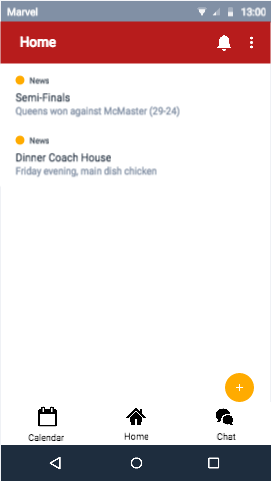 Marvel 13:00
Home
News
Semi-Finals
Queens won against McMaster (29-24)
News
Dinner Coach House
Friday evening, main dish chicken
+
Calendar Home Chat